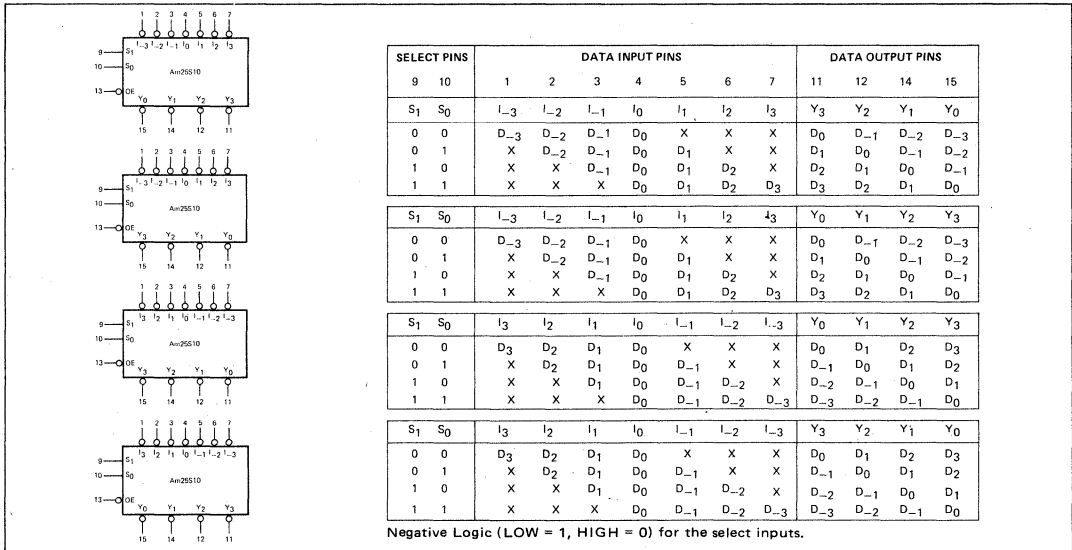 1 2 3 4 5 6 7
I₋₃ I₋₂ I₋₁ I₀ I₁ I₂ I₃
9 S₁
10 S₀
Am25S10
13 OE
Y₀ Y₁ Y₂ Y₃
15 14 12 11
1 2 3 4 5 6 7
I₋₃ I₋₂ I₋₁ I₀ I₁ I₂ I₃
9 S₁
10 S₀
Am25S10
13 OE
Y₃ Y₂ Y₁ Y₀
15 14 12 11
1 2 3 4 5 6 7
I₃ I₂ I₁ I₀ I₋₁ I₋₂ I₋₃
9 S₁
10 S₀
Am25S10
13 OE
Y₃ Y₂ Y₁ Y₀
15 14 12 11
1 2 3 4 5 6 7
I₃ I₂ I₁ I₀ I₋₁ I₋₂ I₋₃
9 S₁
10 S₀
Am25S10
13 OE
Y₀ Y₁ Y₂ Y₃
15 14 12 11
SELECT PINS DATA INPUT PINS DATA OUTPUT PINS
9 10 1 2 3 4 5 6 7 11 12 14 15
S₁ S₀ I₋₃ I₋₂ I₋₁ I₀ I₁ I₂ I₃ Y₃ Y₂ Y₁ Y₀
0 0 D₋₃ D₋₂ D₋₁ D₀ X X X D₀ D₋₁ D₋₂ D₋₃
0 1 X D₋₂ D₋₁ D₀ D₁ X X D₁ D₀ D₋₁ D₋₂
1 0 X X D₋₁ D₀ D₁ D₂ X D₂ D₁ D₀ D₋₁
1 1 X X X D₀ D₁ D₂ D₃ D₃ D₂ D₁ D₀
S₁ S₀ I₋₃ I₋₂ I₋₁ I₀ I₁ I₂ I₃ Y₀ Y₁ Y₂ Y₃
0 0 D₋₃ D₋₂ D₋₁ D₀ X X X D₀ D₋₁ D₋₂ D₋₃
0 1 X D₋₂ D₋₁ D₀ D₁ X X D₁ D₀ D₋₁ D₋₂
1 0 X X D₋₁ D₀ D₁ D₂ X D₂ D₁ D₀ D₋₁
1 1 X X X D₀ D₁ D₂ D₃ D₃ D₂ D₁ D₀
S₁ S₀ I₃ I₂ I₁ I₀ I₋₁ I₋₂ I₋₃ Y₀ Y₁ Y₂ Y₃
0 0 D₃ D₂ D₁ D₀ X X X D₀ D₁ D₂ D₃
0 1 X D₂ D₁ D₀ D₋₁ X X D₋₁ D₀ D₁ D₂
1 0 X X D₁ D₀ D₋₁ D₋₂ X D₋₂ D₋₁ D₀ D₁
1 1 X X X D₀ D₋₁ D₋₂ D₋₃ D₋₃ D₋₂ D₋₁ D₀
S₁ S₀ I₃ I₂ I₁ I₀ I₋₁ I₋₂ I₋₃ Y₃ Y₂ Y₁ Y₀
0 0 D₃ D₂ D₁ D₀ X X X D₀ D₁ D₂ D₃
0 1 X D₂ D₁ D₀ D₋₁ X X D₋₁ D₀ D₁ D₂
1 0 X X D₁ D₀ D₋₁ D₋₂ X D₋₂ D₋₁ D₀ D₁
1 1 X X X D₀ D₋₁ D₋₂ D₋₃ D₋₃ D₋₂ D₋₁ D₀
Negative Logic (LOW = 1, HIGH = 0) for the select inputs.